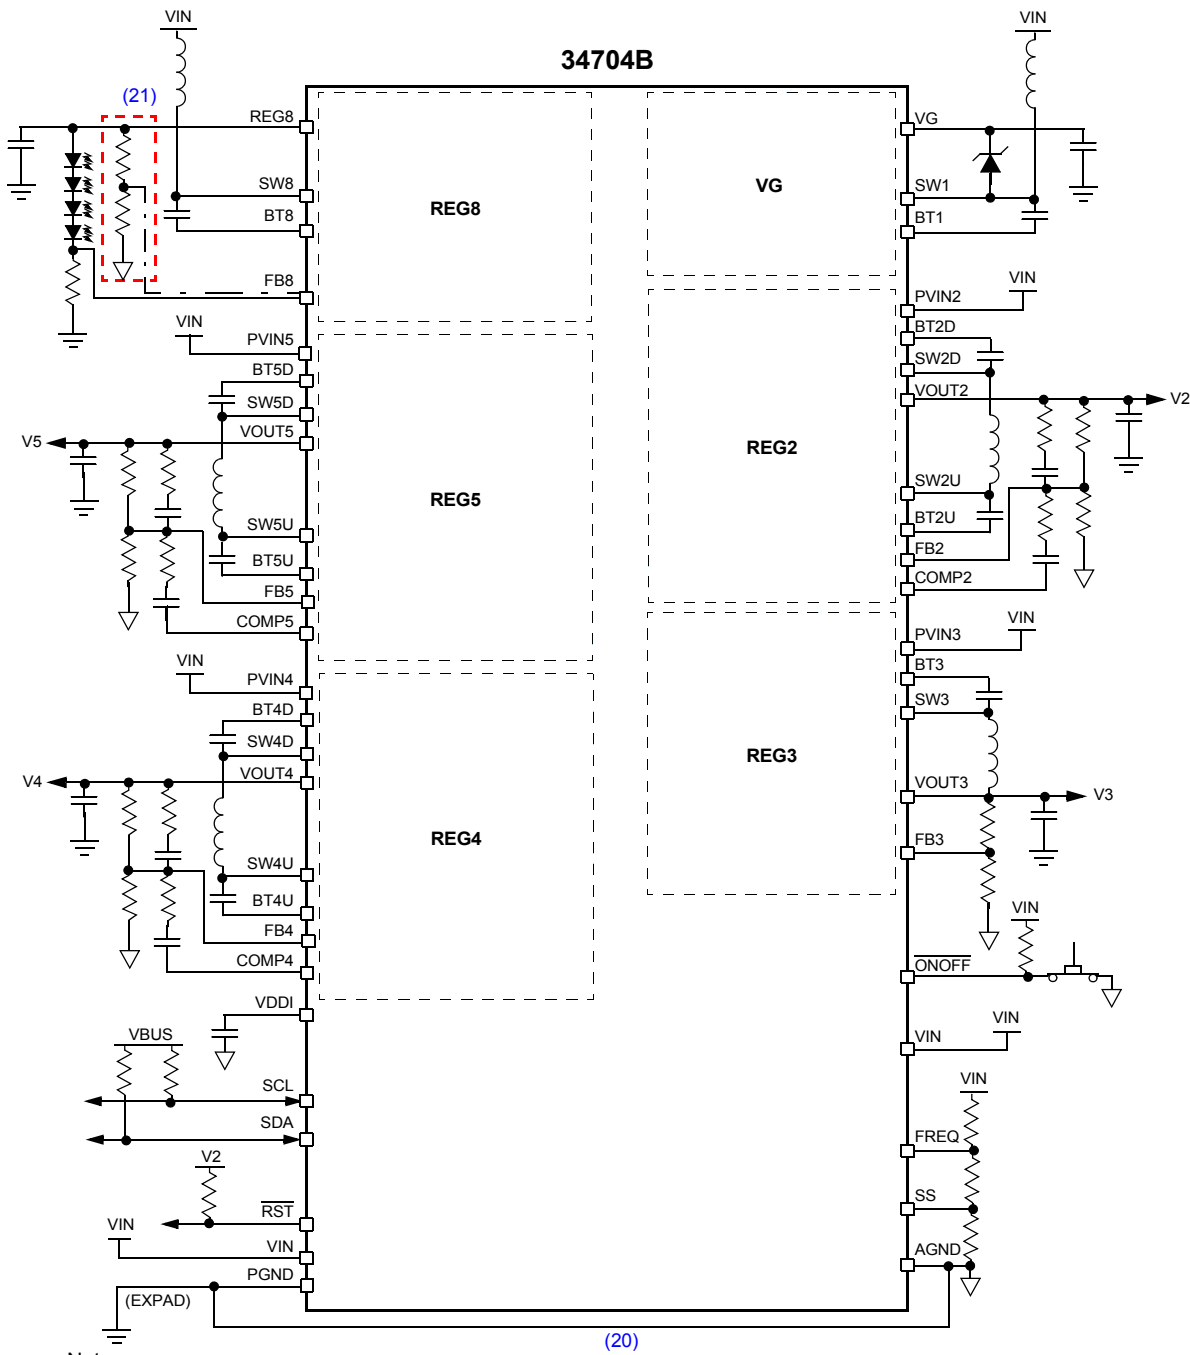 VIN
VIN
34704B
(21)
REG8
VG
SW8
SW1
BT8
BT1
REG8
VG
FB8
VIN
PVIN2
VIN
PVIN5
BT2D
BT5D
SW2D
SW5D
VOUT2
V2
V5
VOUT5
REG2
REG5
SW2U
SW5U
BT2U
BT5U
FB2
FB5
COMP2
COMP5
VIN
PVIN3
VIN
PVIN4
BT3
BT4D
SW3
SW4D
REG3
V4
VOUT4
VOUT3
V3
REG4
FB3
SW4U
BT4U
VIN
FB4
COMP4
ONOFF
VDDI
VIN
VBUS
VIN
SCL
VIN
SDA
FREQ
V2
SS
RST
VIN
VIN
AGND
PGND
(EXPAD)
(20)